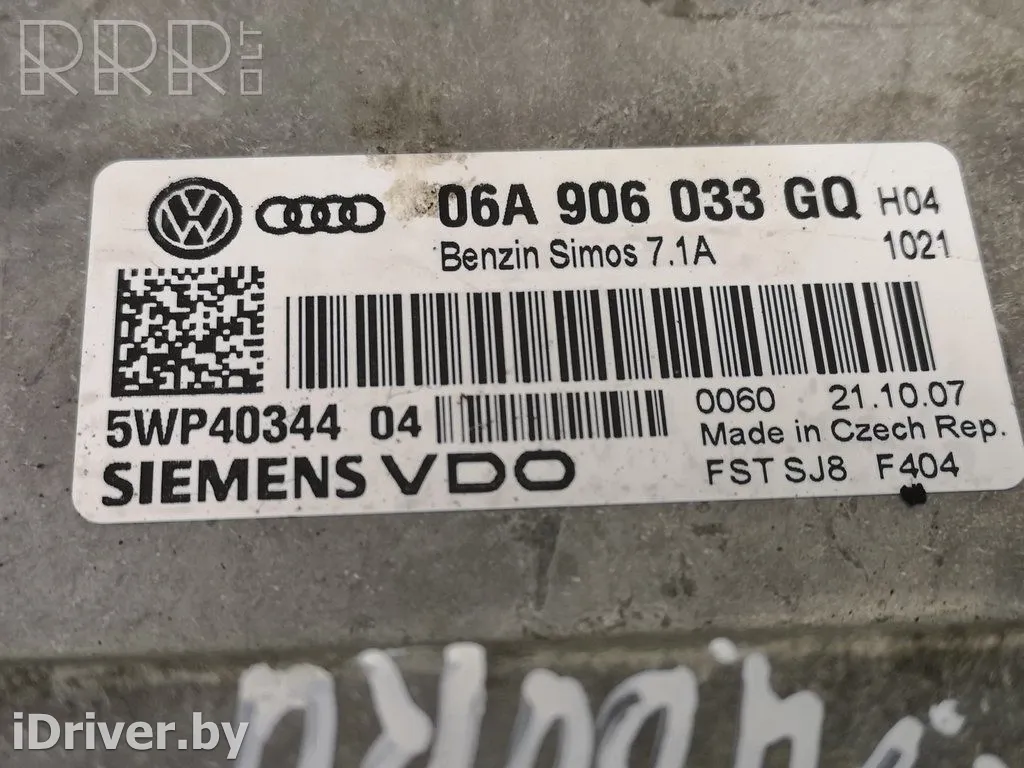 RRR.LT
06A 906 033 GQ H04
Benzin Simos 7.1A 1021
5WP40344 04 0060 21.10.07
Made in Czech Rep.
SIEMENS VDO FST SJ8 F404
iDriver.by